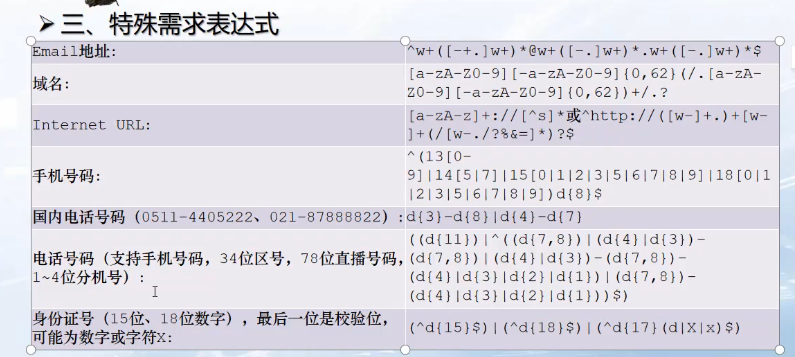 ➢ 三、特殊需求表达式
Email地址:
^w+([-+.]w+)*@w+([-.]w+)*.w+([-.]w+)*$
域名:
[a-zA-Z0-9][-a-zA-Z0-9]{0,62}(/.[a-zA-
Z0-9][-a-zA-Z0-9]{0,62})+/.?
Internet URL:
[a-zA-z]+://[^s]*或^http://([w-]+.)+[w-
]+(/[w-./?%&=]*)?$
手机号码:
^(13[0-
9]|14[5|7]|15[0|1|2|3|5|6|7|8|9]|18[0|1
|2|3|5|6|7|8|9])d{8}$
国内电话号码（0511-4405222、021-87888822）:
d{3}-d{8}|d{4}-d{7}
电话号码（支持手机号码，34位区号，78位直播号码，
1~4位分机号）:
((d{11})|^((d{7,8})|(d{4}|d{3})-
(d{7,8})|(d{4}|d{3})-(d{7,8})-
(d{4}|d{3}|d{2}|d{1})|(d{7,8})-
(d{4}|d{3}|d{2}|d{1}))$)
身份证号（15位、18位数字），最后一位是校验位，
可能为数字或字符X:
(^d{15}$)|(^d{18}$)|(^d{17}(d|X|x)$)